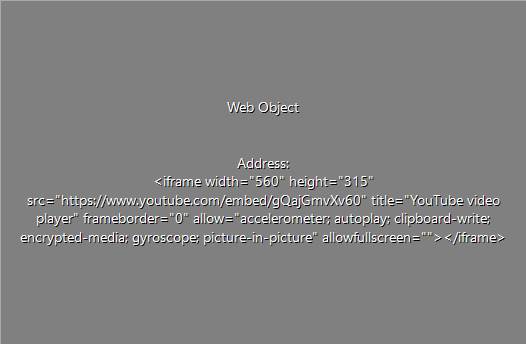 Web Object
Address:
<iframe width="560" height="315"
src="https://www.youtube.com/embed/gQajGmvXv60" title="YouTube video
player" frameborder="0" allow="accelerometer; autoplay; clipboard-write;
encrypted-media; gyroscope; picture-in-picture" allowfullscreen=""></iframe>